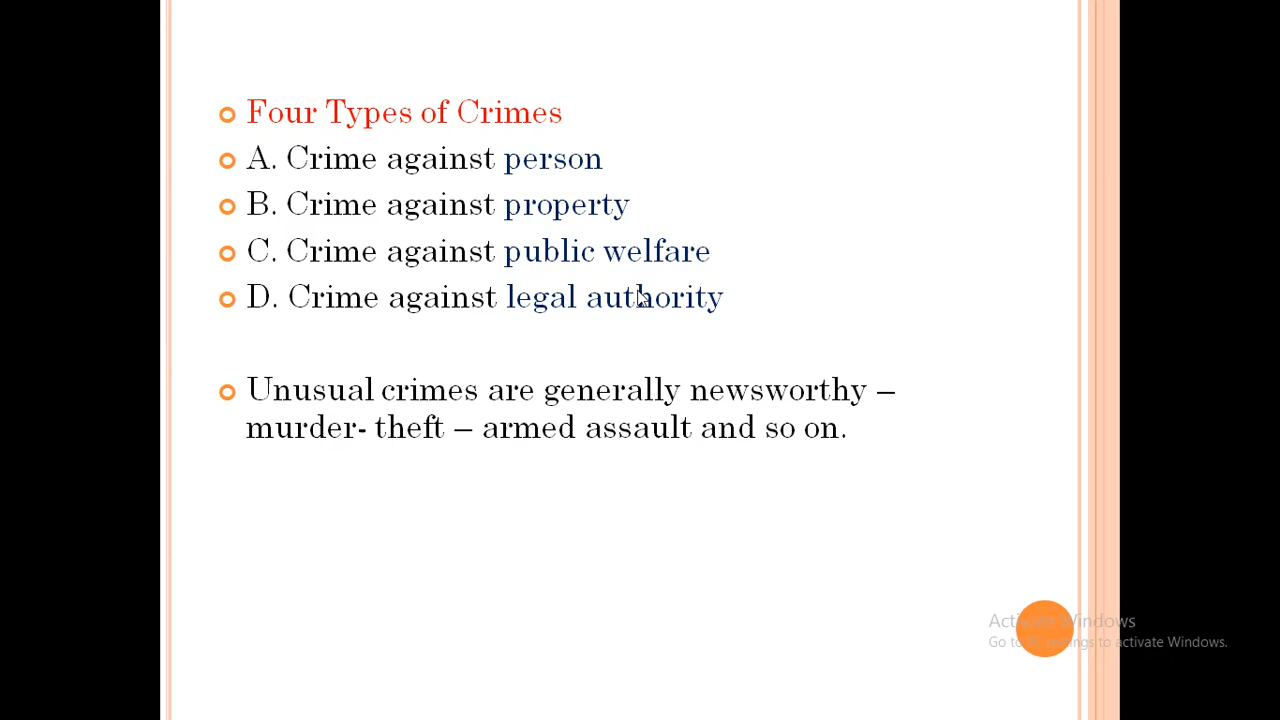 Four Types of Crimes
A. Crime against person
B. Crime against property
C. Crime against public welfare
D. Crime against legal authority
Unusual crimes are generally newsworthy –
murder- theft – armed assault and so on.
Activate Windows
Go to PC settings to activate Windows.